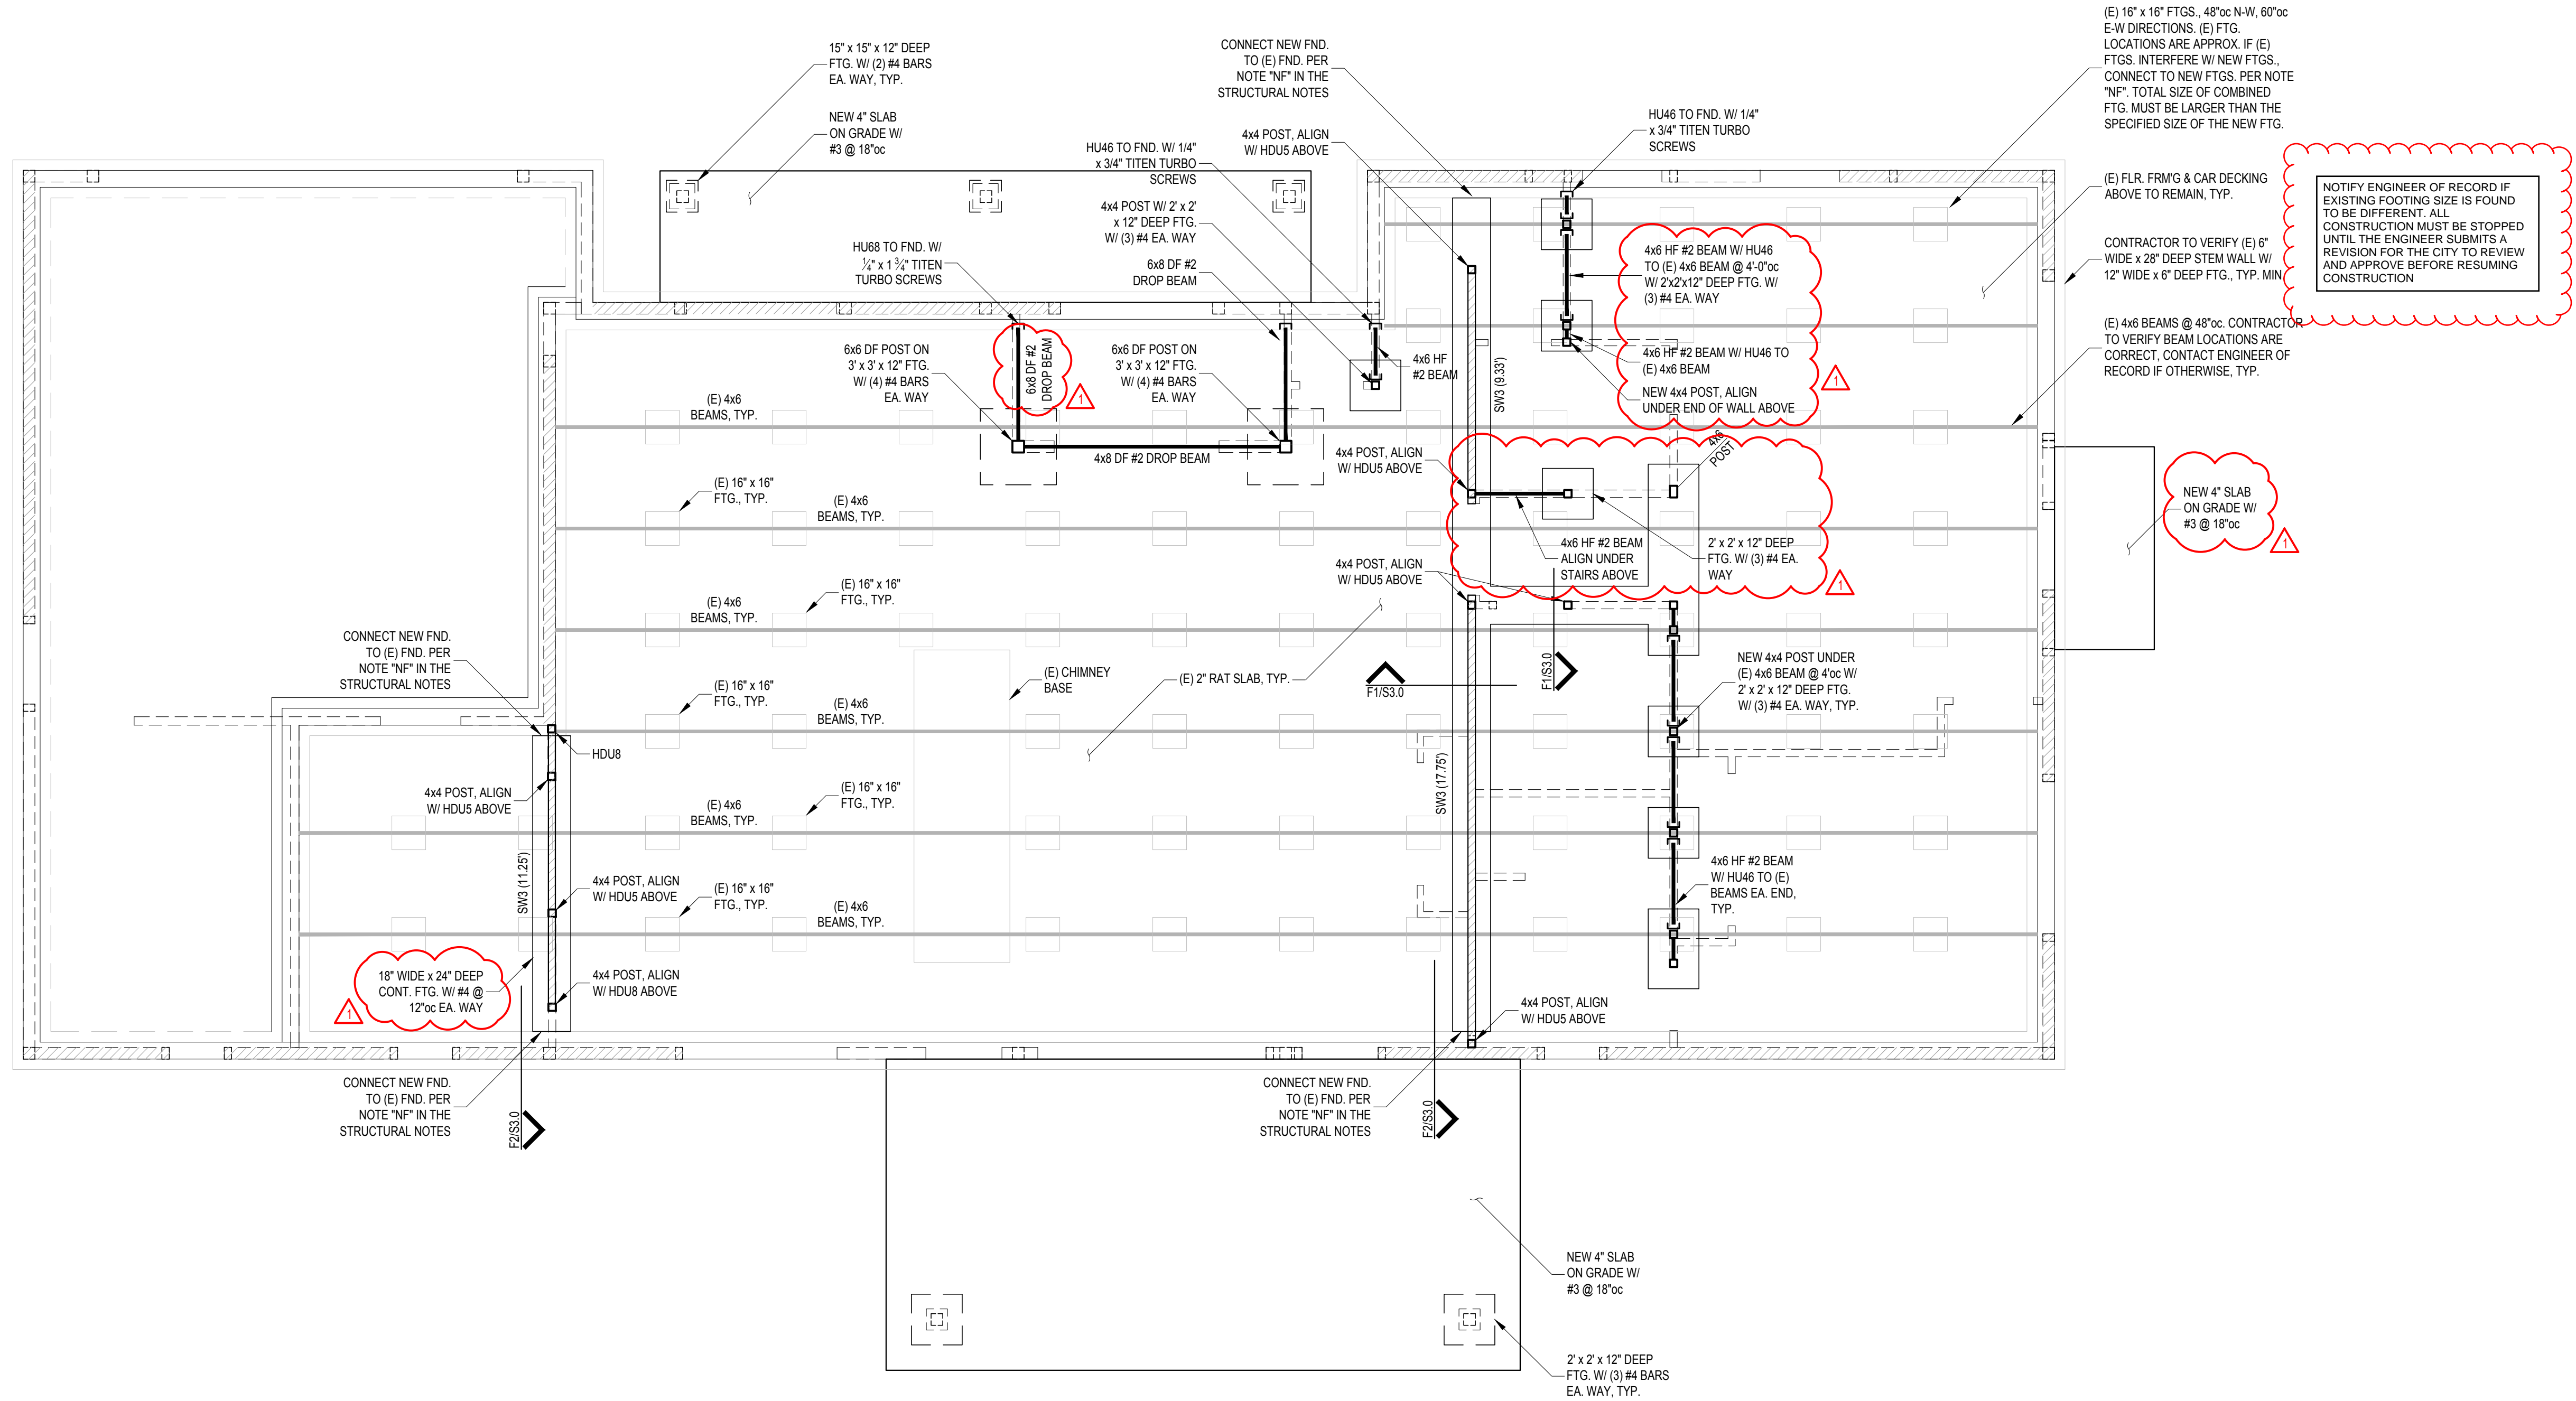 (E) 16" x 16" FTGS., 48"oc N-W, 60"oc
E-W DIRECTIONS. (E) FTG.
LOCATIONS ARE APPROX. IF (E)
FTGS. INTERFERE W/ NEW FTGS.,
CONNECT TO NEW FTGS. PER NOTE
"NF". TOTAL SIZE OF COMBINED
FTG. MUST BE LARGER THAN THE
SPECIFIED SIZE OF THE NEW FTG.
15" x 15" x 12" DEEP
FTG. W/ (2) #4 BARS
EA. WAY, TYP.
NEW 4" SLAB
ON GRADE W/
#3 @ 18"oc
CONNECT NEW FND.
TO (E) FND. PER
NOTE "NF" IN THE
STRUCTURAL NOTES
HU46 TO FND. W/ 1/4"
x 3/4" TITEN TURBO
SCREWS
4x4 POST, ALIGN
W/ HDU5 ABOVE
HU46 TO FND. W/ 1/4"
x 3/4" TITEN TURBO
SCREWS
4x4 POST W/ 2' x 2'
x 12" DEEP FTG.
W/ (3) #4 EA. WAY
HU68 TO FND. W/
1/4" x 1 3/4" TITEN
TURBO SCREWS
6x8 DF #2
DROP BEAM
(E) FLR. FRM'G & CAR DECKING
ABOVE TO REMAIN, TYP.
NOTIFY ENGINEER OF RECORD IF
EXISTING FOOTING SIZE IS FOUND
TO BE DIFFERENT. ALL
CONSTRUCTION MUST BE STOPPED
UNTIL THE ENGINEER SUBMITS A
REVISION FOR THE CITY TO REVIEW
AND APPROVE BEFORE RESUMING
CONSTRUCTION
CONTRACTOR TO VERIFY (E) 6"
WIDE x 28" DEEP STEM WALL W/
12" WIDE x 6" DEEP FTG., TYP. MIN
(E) 4x6 BEAMS @ 48"oc. CONTRACTOR
TO VERIFY BEAM LOCATIONS ARE
CORRECT, CONTACT ENGINEER OF
RECORD IF OTHERWISE, TYP.
4x6 HF #2 BEAM W/ HU46
TO (E) 4x6 BEAM @ 4'-0"oc
W/ 2'x2'x12" DEEP FTG. W/
(3) #4 EA. WAY
4x6 HF #2 BEAM W/ HU46 TO
(E) 4x6 BEAM
NEW 4x4 POST, ALIGN
UNDER END OF WALL ABOVE
1
6x6 DF POST ON
3' x 3' x 12" FTG.
W/ (4) #4 BARS
EA. WAY
6x8 DF #2
DROP BEAM
1
6x6 DF POST ON
3' x 3' x 12" FTG.
W/ (4) #4 BARS
EA. WAY
4x6 HF
#2 BEAM
SW3 (9.33')
(E) 4x6
BEAMS, TYP.
4x8 DF #2 DROP BEAM
4x4 POST, ALIGN
W/ HDU5 ABOVE
4x6
POST
(E) 16" x 16"
FTG., TYP.
(E) 4x6
BEAMS, TYP.
4x6 HF #2 BEAM
ALIGN UNDER
STAIRS ABOVE
2' x 2' x 12" DEEP
FTG. W/ (3) #4 EA.
WAY
1
NEW 4" SLAB
ON GRADE W/
#3 @ 18"oc
1
4x4 POST, ALIGN
W/ HDU5 ABOVE
(E) 16" x 16"
FTG., TYP.
(E) 4x6
BEAMS, TYP.
CONNECT NEW FND.
TO (E) FND. PER
NOTE "NF" IN THE
STRUCTURAL NOTES
(E) CHIMNEY
BASE
(E) 2" RAT SLAB, TYP.
F1/S3.0
F1/S3.0
NEW 4x4 POST UNDER
(E) 4x6 BEAM @ 4'oc W/
2' x 2' x 12" DEEP FTG.
W/ (3) #4 EA. WAY, TYP.
(E) 16" x 16"
FTG., TYP.
(E) 4x6
BEAMS, TYP.
HDU8
4x4 POST, ALIGN
W/ HDU5 ABOVE
(E) 16" x 16"
FTG., TYP.
(E) 4x6
BEAMS, TYP.
SW3 (17.75')
SW3 (11.25')
4x4 POST, ALIGN
W/ HDU5 ABOVE
(E) 16" x 16"
FTG., TYP.
(E) 4x6
BEAMS, TYP.
4x6 HF #2 BEAM
W/ HU46 TO (E)
BEAMS EA. END,
TYP.
18" WIDE x 24" DEEP
CONT. FTG. W/ #4 @
12"oc EA. WAY
1
4x4 POST, ALIGN
W/ HDU8 ABOVE
4x4 POST, ALIGN
W/ HDU5 ABOVE
CONNECT NEW FND.
TO (E) FND. PER
NOTE "NF" IN THE
STRUCTURAL NOTES
F2/S3.0
CONNECT NEW FND.
TO (E) FND. PER
NOTE "NF" IN THE
STRUCTURAL NOTES
F2/S3.0
NEW 4" SLAB
ON GRADE W/
#3 @ 18"oc
2' x 2' x 12" DEEP
FTG. W/ (3) #4 BARS
EA. WAY, TYP.